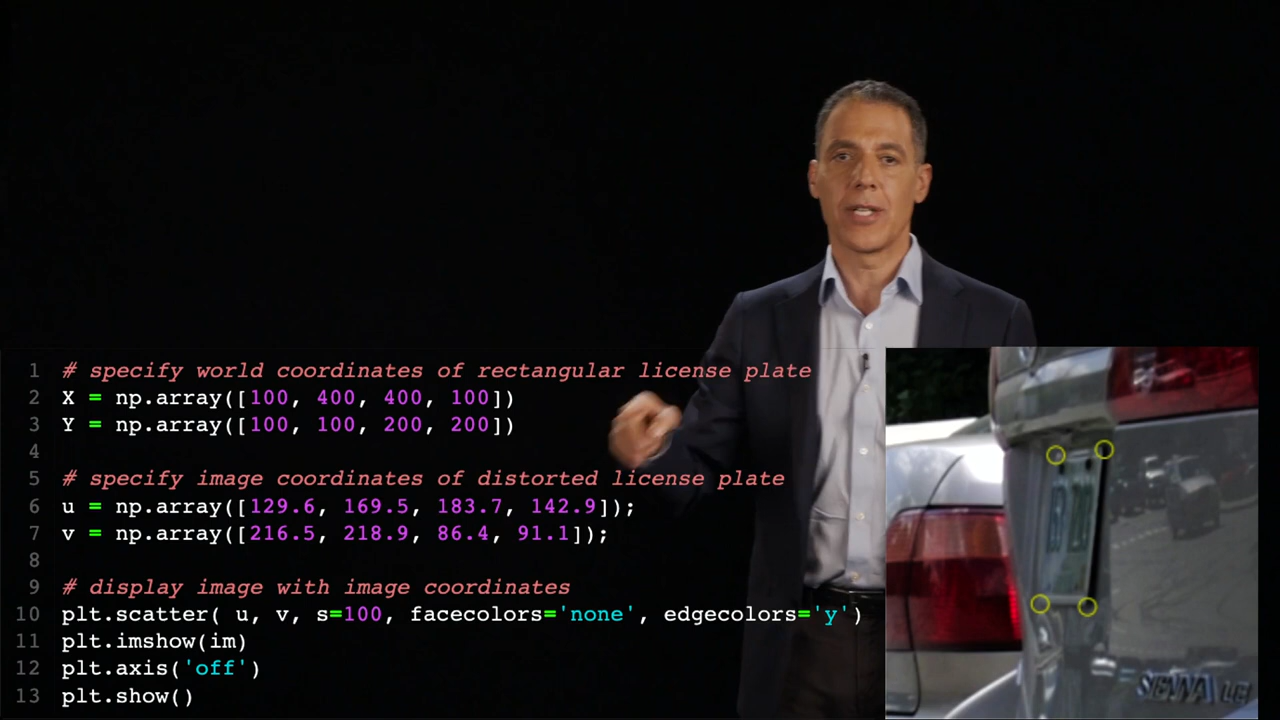 1 # specify world coordinates of rectangular license plate
2 X = np.array([100, 400, 400, 100])
3 Y = np.array([100, 100, 200, 200])
4
5 # specify image coordinates of distorted license plate
6 u = np.array([129.6, 169.5, 183.7, 142.9]);
7 v = np.array([216.5, 218.9, 86.4, 91.1]);
8
9 # display image with image coordinates
10 plt.scatter( u, v, s=100, facecolors='none', edgecolors='y')
11 plt.imshow(im)
12 plt.axis('off')
13 plt.show()
SIENNA LE